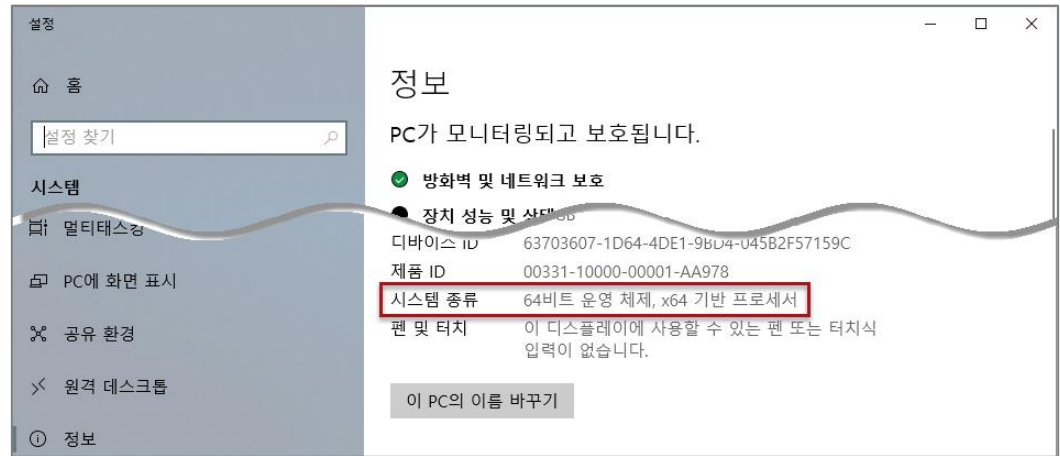 설정
홈
설정 찾기
시스템
멀티태스킹
PC에 화면 표시
공유 환경
원격 데스크톱
정보
정보
PC가 모니터링되고 보호됩니다.
방화벽 및 네트워크 보호
장치 성능 및 상태
디바이스 ID 63703607-1D64-4DE1-9BD4-045B2F57159C
제품 ID 00331-10000-00001-AA978
시스템 종류 64비트 운영 체제, x64 기반 프로세서
펜 및 터치 이 디스플레이에 사용할 수 있는 펜 또는 터치식
입력이 없습니다.
이 PC의 이름 바꾸기